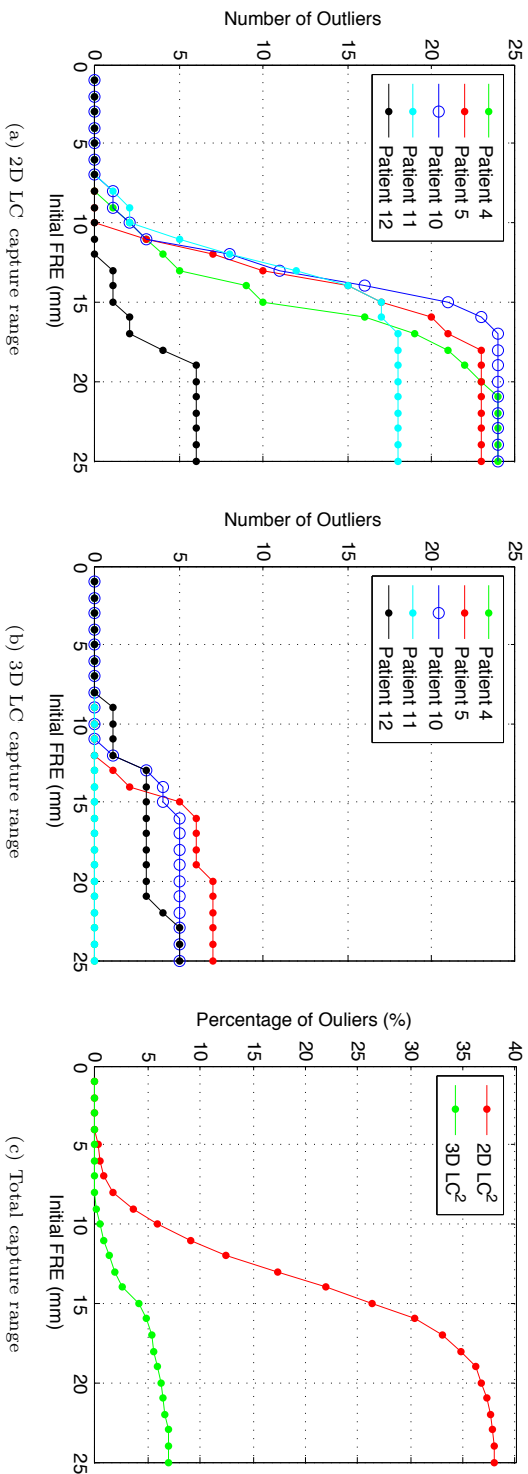 Number of Outliers
25
20
15
10
5
0
Patient 4
Patient 5
Patient 10
Patient 11
Patient 12
0
5
10
15
20
25
Initial FRE (mm)
(a) 2D LC capture range
Number of Outliers
25
20
15
10
5
0
Patient 4
Patient 5
Patient 10
Patient 11
Patient 12
0
5
10
15
20
25
Initial FRE (mm)
(b) 3D LC capture range
Percentage of Ouliers (%)
40
35
30
25
20
15
10
5
0
2D LC²
3D LC²
0
5
10
15
20
25
Initial FRE (mm)
(c) Total capture range